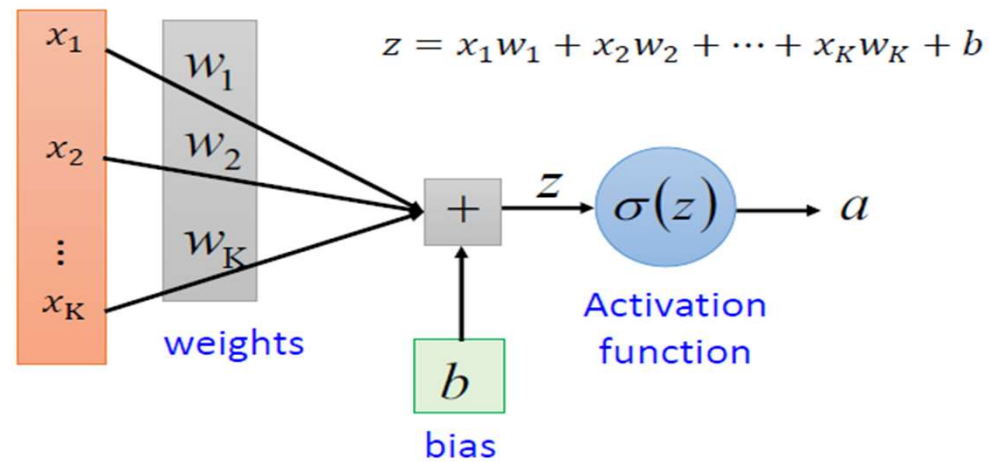 x₁
x₂
⋮
x_K
w₁
w₂
w_K
weights
z = x₁w₁ + x₂w₂ + ⋯ + x_Kw_K + b
+
z
σ(z)
a
Activation
function
b
bias